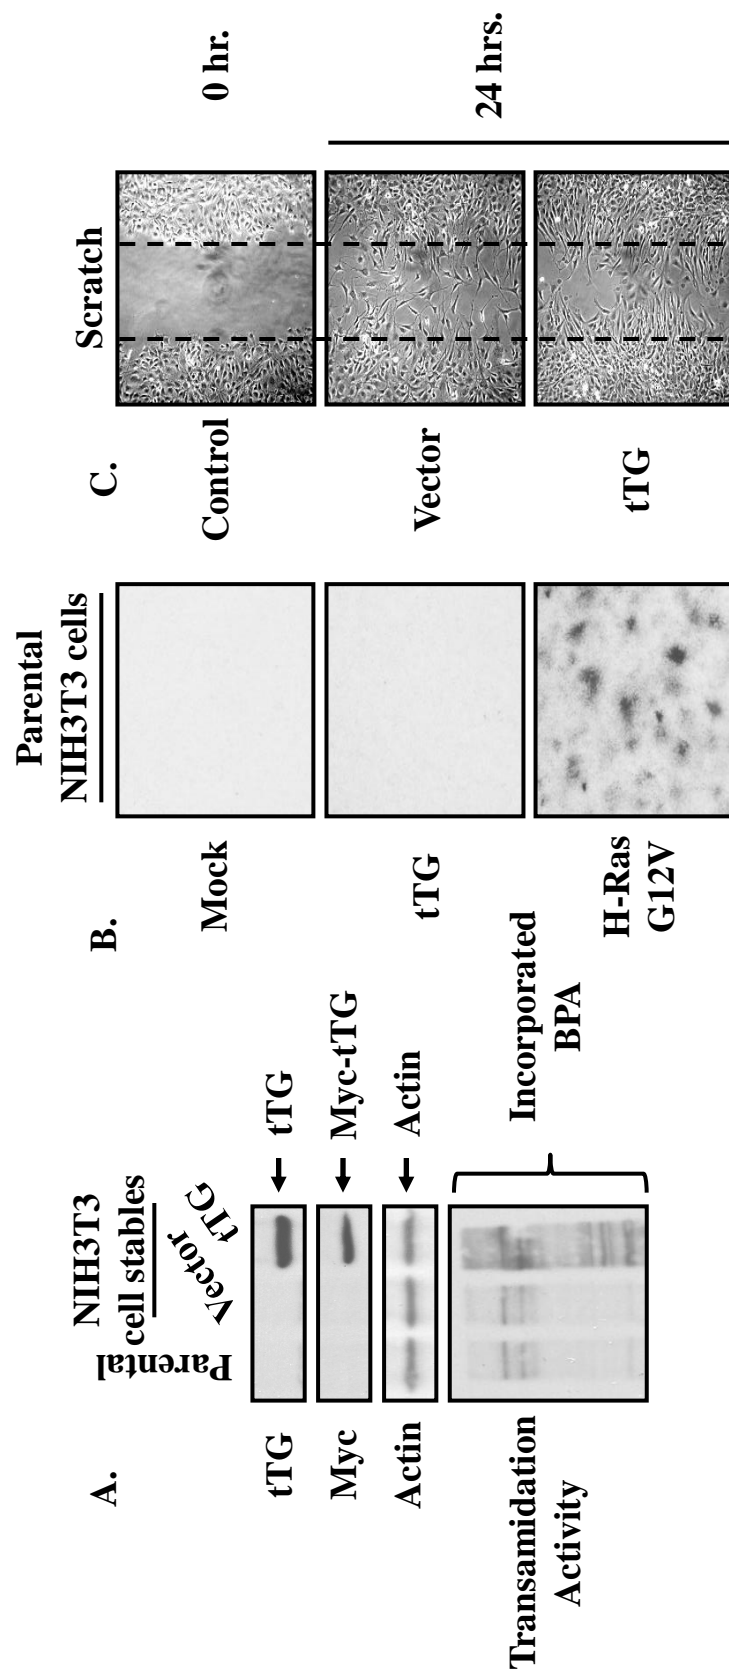 A.
NIH3T3
cell stables
Parental
Vector
tTG
tTG
tTG
Myc
Myc-tTG
Actin
Actin
Transamidation
Activity
Incorporated
BPA
B.
Parental
NIH3T3 cells
Mock
tTG
H-Ras
G12V
C.
Scratch
Control
0 hr.
Vector
tTG
24 hrs.